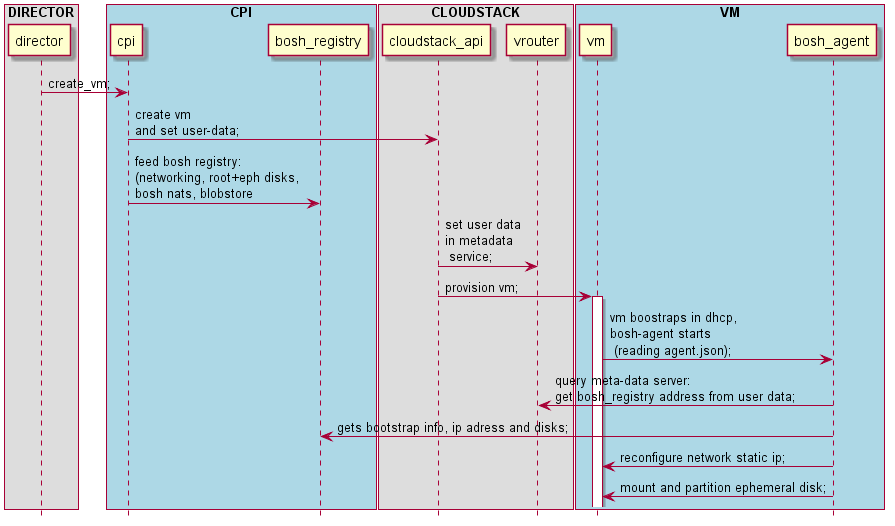 DIRECTOR
CPI
CLOUDSTACK
VM
director
cpi
bosh_registry
cloudstack_api
vrouter
vm
bosh_agent
create_vm;
create vm
and set user-data;
feed bosh registry:
(networking, root+eph disks,
bosh nats, blobstore
set user data
in metadata
service;
provision vm;
vm boostraps in dhcp,
bosh-agent starts
(reading agent.json);
query meta-data server:
get bosh_registry address from user data;
gets bootstrap info, ip adress and disks;
reconfigure network static ip;
mount and partition ephemeral disk;